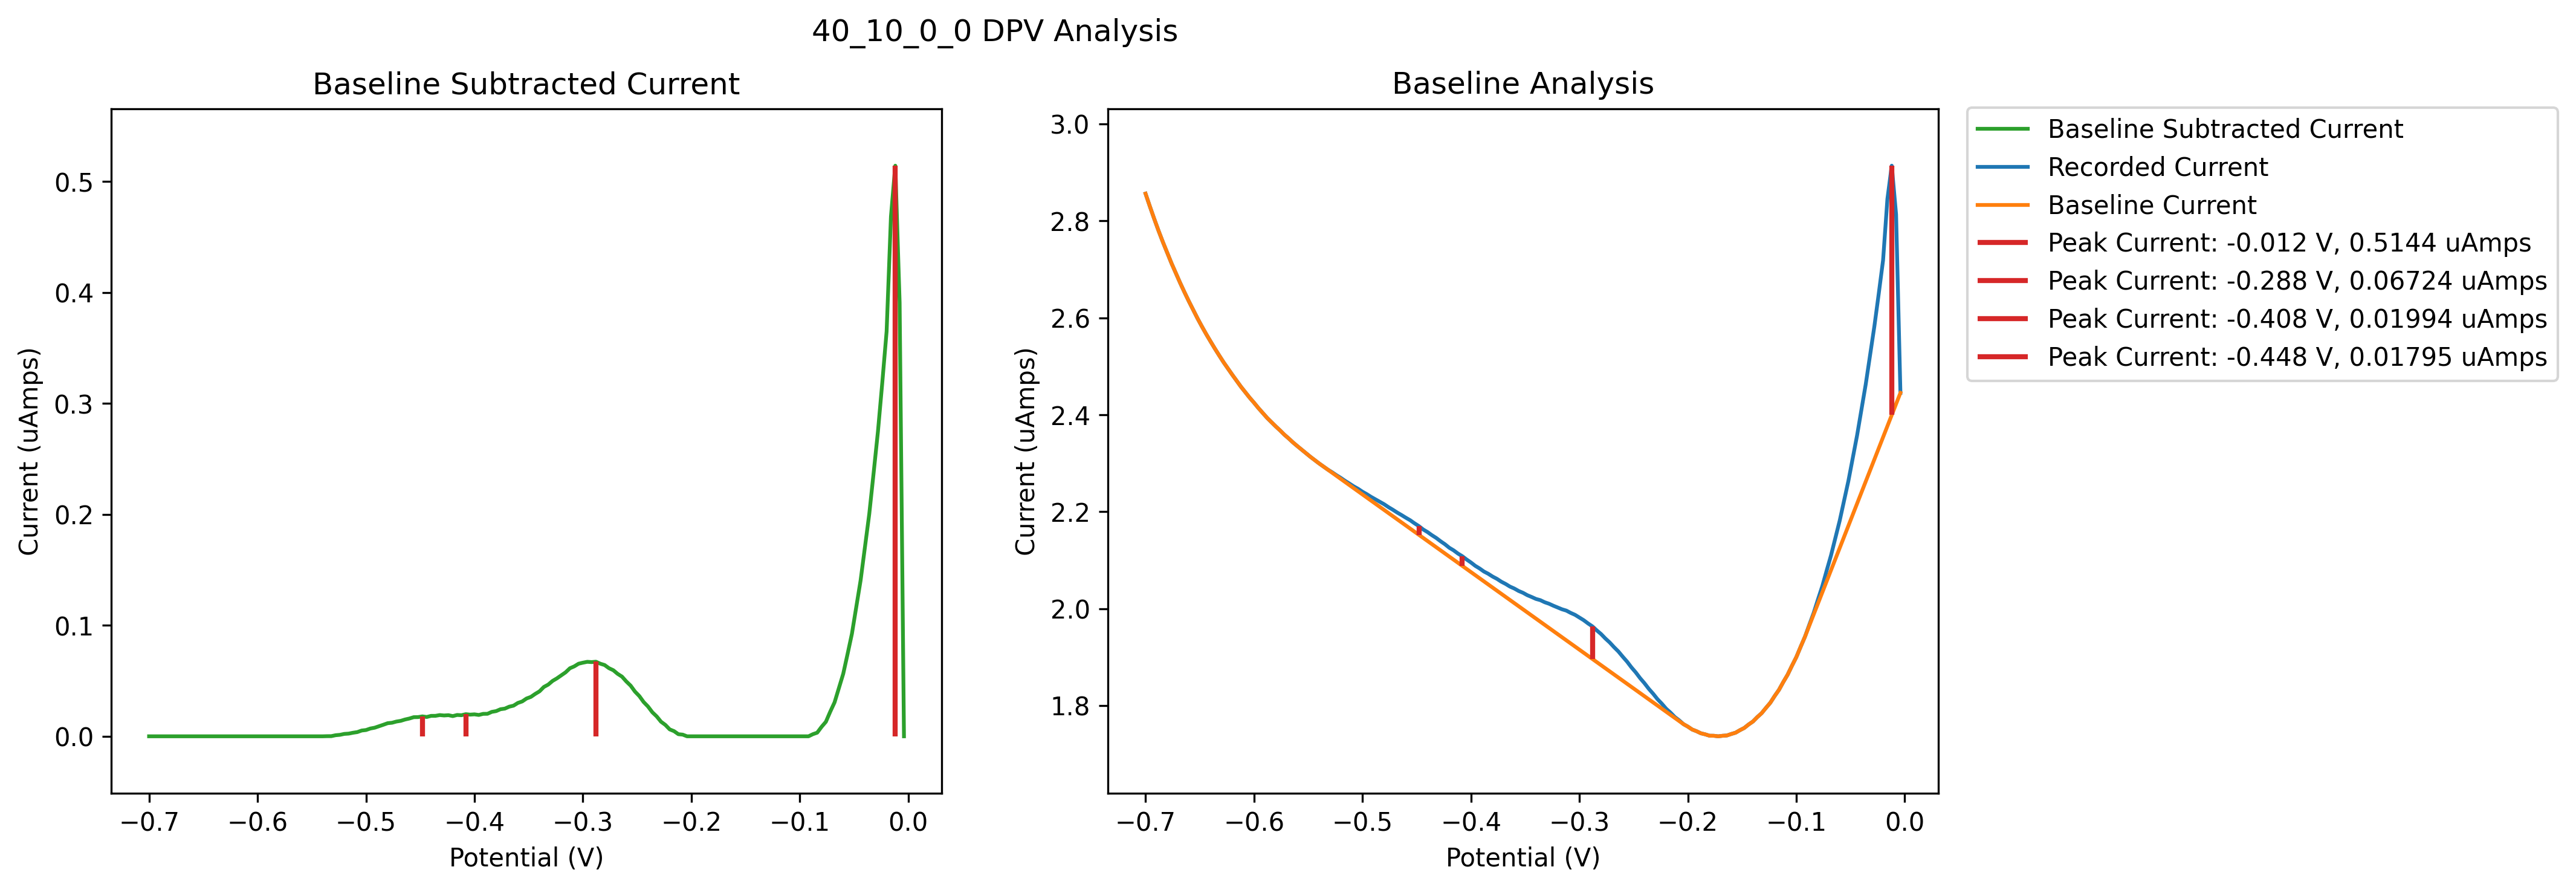 40_10_0_0 DPV Analysis
Baseline Subtracted Current
Current (uAmps)
0.5
0.4
0.3
0.2
0.1
0.0
−0.7 −0.6 −0.5 −0.4 −0.3 −0.2 −0.1 0.0
Potential (V)
Baseline Analysis
Current (uAmps)
3.0
2.8
2.6
2.4
2.2
2.0
1.8
−0.7 −0.6 −0.5 −0.4 −0.3 −0.2 −0.1 0.0
Potential (V)
Baseline Subtracted Current
Recorded Current
Baseline Current
Peak Current: -0.012 V, 0.5144 uAmps
Peak Current: -0.288 V, 0.06724 uAmps
Peak Current: -0.408 V, 0.01994 uAmps
Peak Current: -0.448 V, 0.01795 uAmps